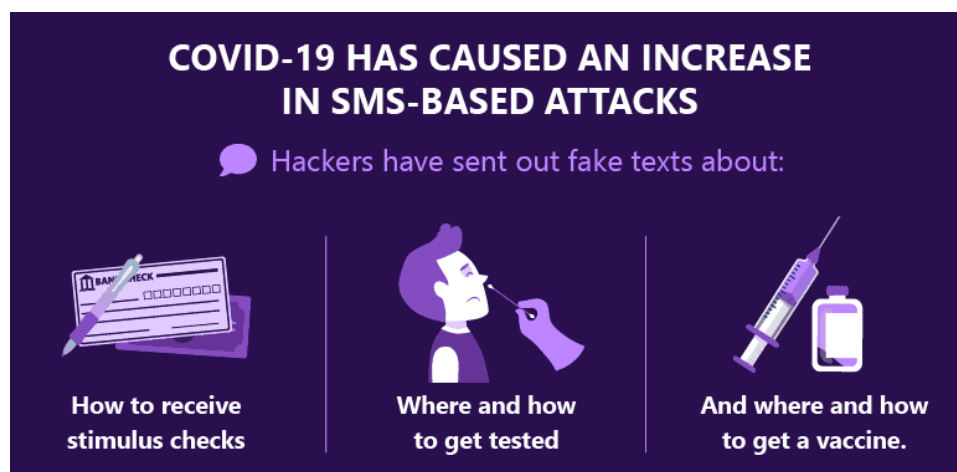 COVID-19 HAS CAUSED AN INCREASE
IN SMS-BASED ATTACKS
Hackers have sent out fake texts about:
How to receive
stimulus checks
Where and how
to get tested
And where and how
to get a vaccine.